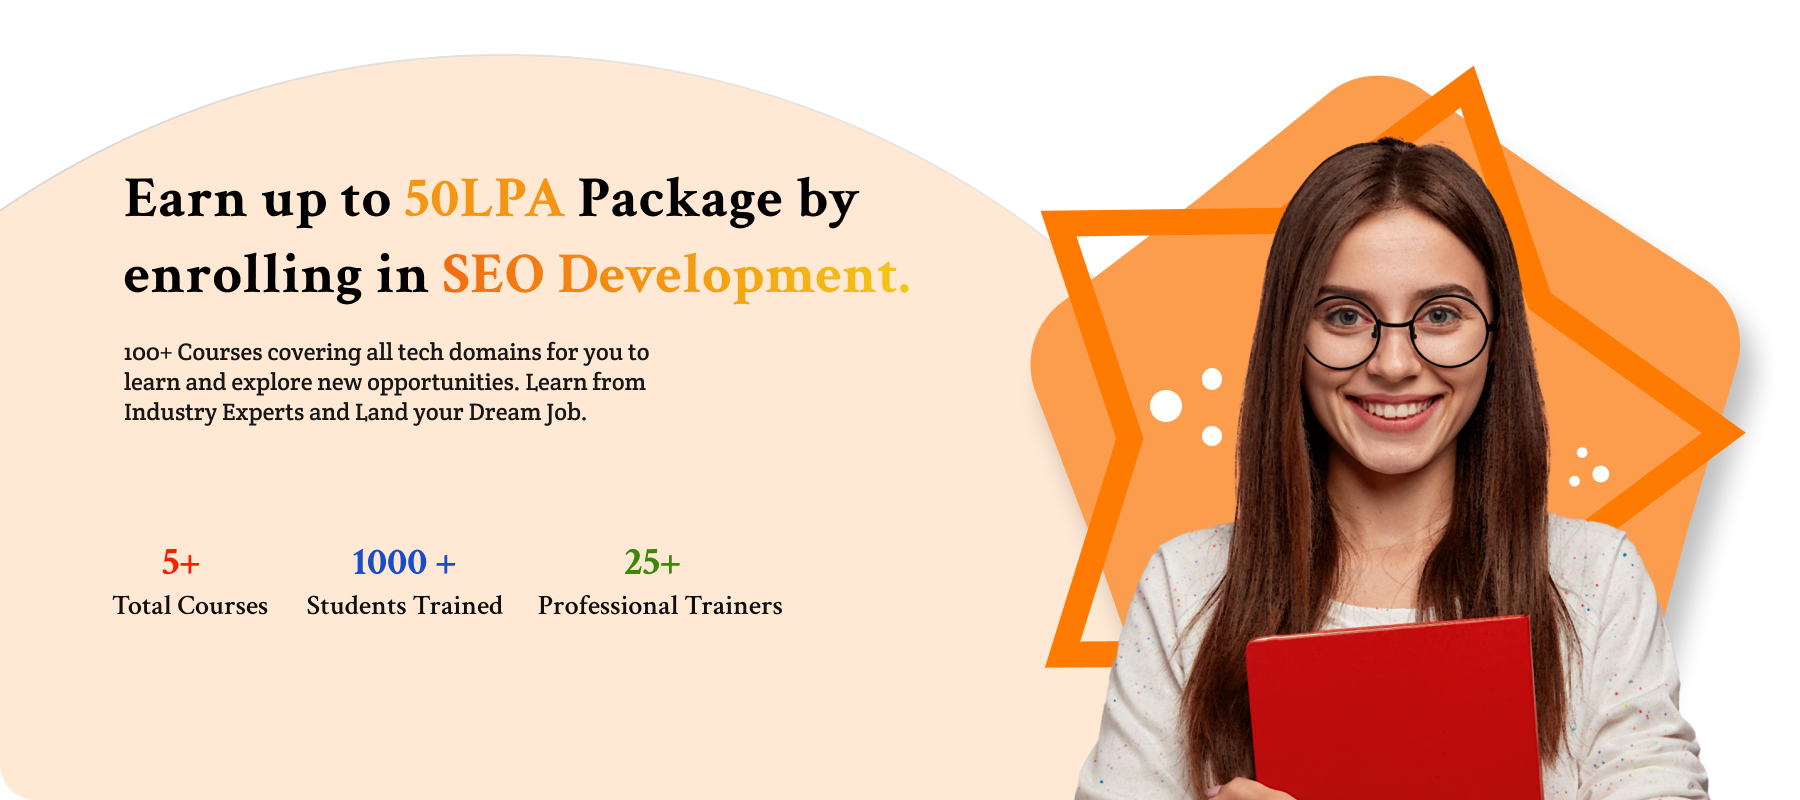 Earn up to 50LPA Package by
enrolling in SEO Development.
100+ Courses covering all tech domains for you to
learn and explore new opportunities. Learn from
Industry Experts and Land your Dream Job.
5+
Total Courses
1000 +
Students Trained
25+
Professional Trainers